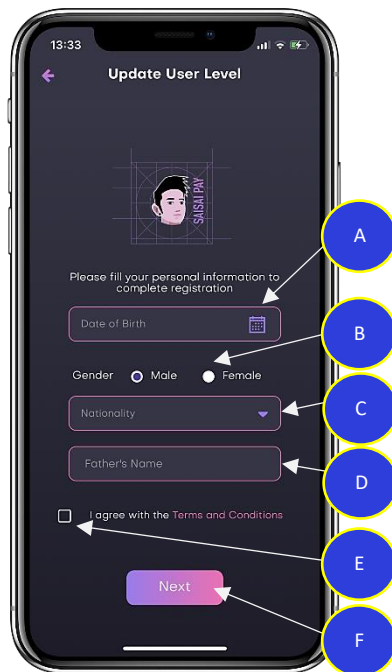 13:33
Update User Level
SAISAI PAY
Please fill your personal information to
complete registration
A
Date of Birth
B
Gender Male Female
C
Nationality
D
Father's Name
I agree with the Terms and Conditions
E
Next
F